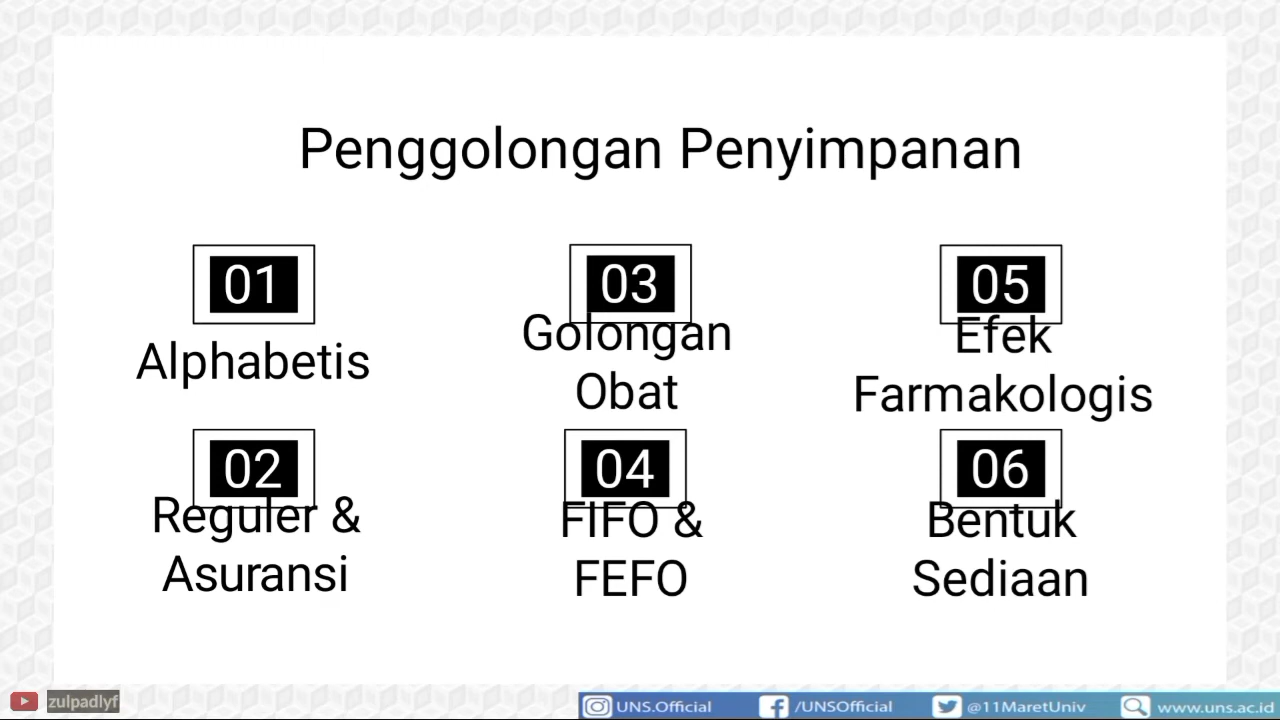 Penggolongan Penyimpanan
01
Alphabetis
02
Reguler &
Asuransi
03
Golongan
Obat
04
FIFO &
FEFO
05
Efek
Farmakologis
06
Bentuk
Sediaan
zulpadlyf
UNS.Official
/UNSOfficial
@11MaretUniv
www.uns.ac.id